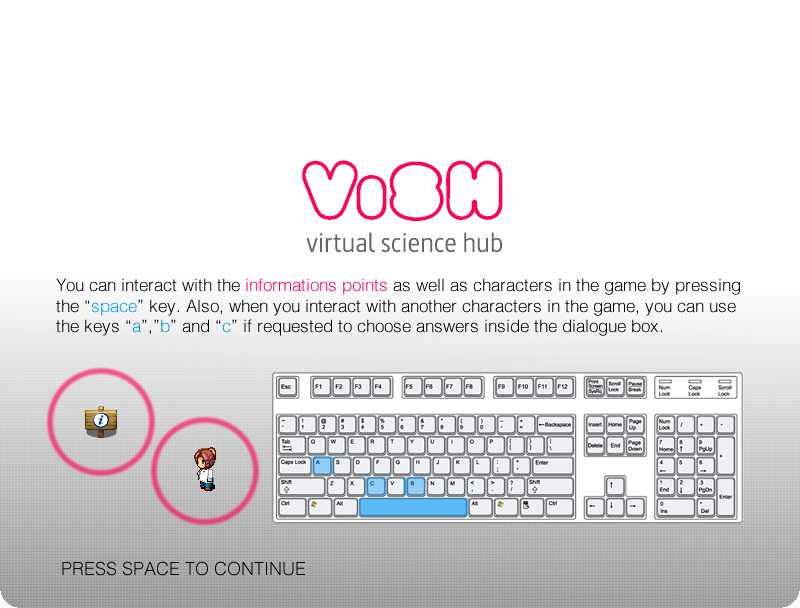 ViSH
virtual science hub
You can interact with the informations points as well as characters in the game by pressing
the “space” key. Also, when you interact with another characters in the game, you can use
the keys “a”,”b” and “c” if requested to choose answers inside the dialogue box.
Esc F1 F2 F3 F4 F5 F6 F7 F8 F9 F10 F11 F12 Print Screen SysRq Scroll Lock Pause Break Num Lock Caps Lock Scroll Lock
~ ! 1 @ 2 # 3 $ 4 % 5 ^ 6 & 7 * 8 ( 9 ) 0 ←Backspace Insert Home Page Up Num Lock / * -
Tab Q W E R T Y U I O P Delete End Page Down 7 Home 8 ↑ 9 PgUp +
Caps Lock A S D F G H J K L Enter 4 ← 5 6 →
Shift Z X C V B N M < , > . ? / Shift ↑ 1 End 2 ↓ 3 PgDn Enter
Ctrl Alt Alt Ctrl ← ↓ → 0 Ins . Del
PRESS SPACE TO CONTINUE